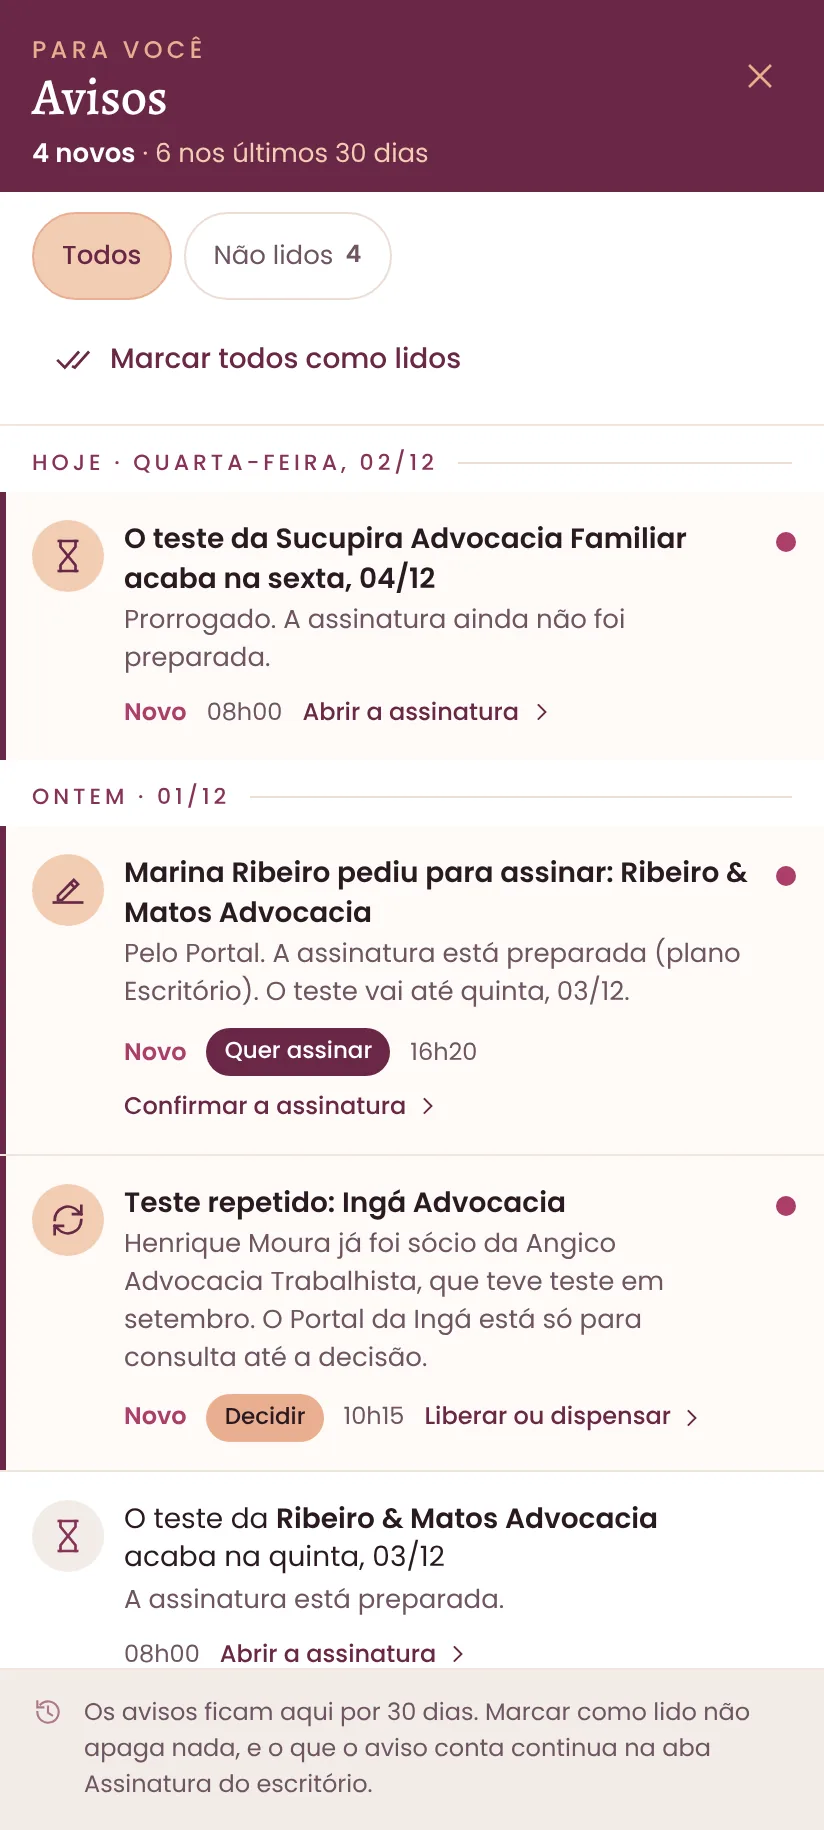 PARA VOCÊ
Avisos
4 novos · 6 nos últimos 30 dias
Todos
Não lidos 4
Marcar todos como lidos
HOJE · QUARTA-FEIRA, 02/12
O teste da Sucupira Advocacia Familiar
acaba na sexta, 04/12
Prorrogado. A assinatura ainda não foi
preparada.
Novo 08h00 Abrir a assinatura
ONTEM · 01/12
Marina Ribeiro pediu para assinar: Ribeiro &
Matos Advocacia
Pelo Portal. A assinatura está preparada (plano
Escritório). O teste vai até quinta, 03/12.
Novo Quer assinar 16h20
Confirmar a assinatura
Teste repetido: Ingá Advocacia
Henrique Moura já foi sócio da Angico
Advocacia Trabalhista, que teve teste em
setembro. O Portal da Ingá está só para
consulta até a decisão.
Novo Decidir 10h15 Liberar ou dispensar
O teste da Ribeiro & Matos Advocacia
acaba na quinta, 03/12
A assinatura está preparada.
08h00 Abrir a assinatura
Os avisos ficam aqui por 30 dias. Marcar como lido não
apaga nada, e o que o aviso conta continua na aba
Assinatura do escritório.